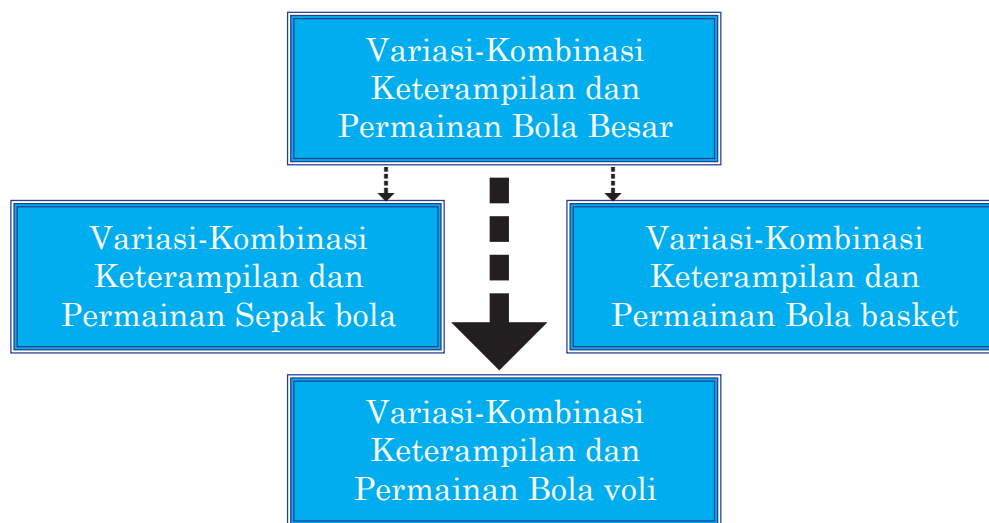 Variasi-Kombinasi
Keterampilan dan
Permainan Bola Besar
Variasi-Kombinasi
Keterampilan dan
Permainan Sepak bola
Variasi-Kombinasi
Keterampilan dan
Permainan Bola basket
Variasi-Kombinasi
Keterampilan dan
Permainan Bola voli